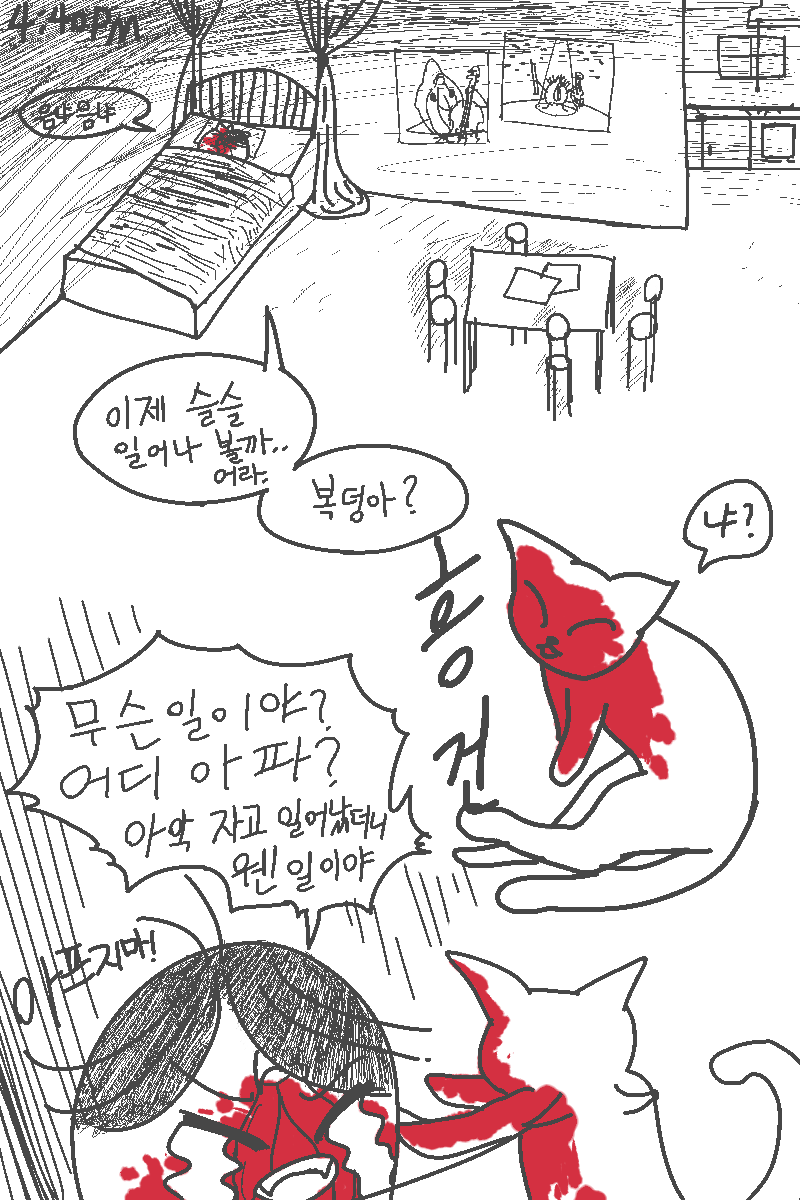 4:40PM
음냐음냐
이제 슬슬
일어나 볼까..
어라.
복덩아?
냐?
흥건
무슨일이야?
어디 아파?
아악 자고 일어났더니
웬일이야
아프지마!